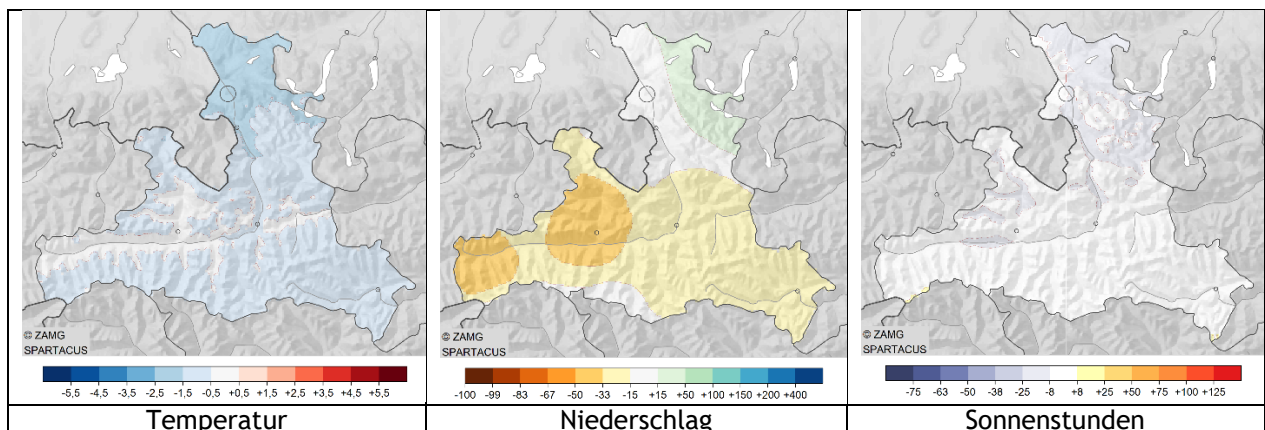 © ZAMG
SPARTACUS
-5,5 -4,5 -3,5 -2,5 -1,5 -0,5 +0,5 +1,5 +2,5 +3,5 +4,5 +5,5
Temperatur
© ZAMG
SPARTACUS
-100 -99 -83 -67 -50 -33 -15 +15 +50 +100 +150 +200 +400
Niederschlag
© ZAMG
SPARTACUS
-75 -63 -50 -38 -25 -8 +8 +25 +50 +75 +100 +125
Sonnenstunden